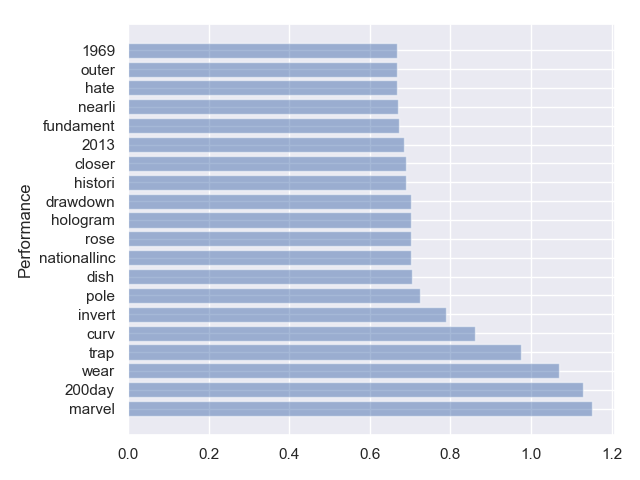 1969
outer
hate
nearli
fundament
2013
closer
histori
drawdown
hologram
rose
nationallinc
dish
pole
invert
curv
trap
wear
200day
marvel
Performance
0.0 0.2 0.4 0.6 0.8 1.0 1.2